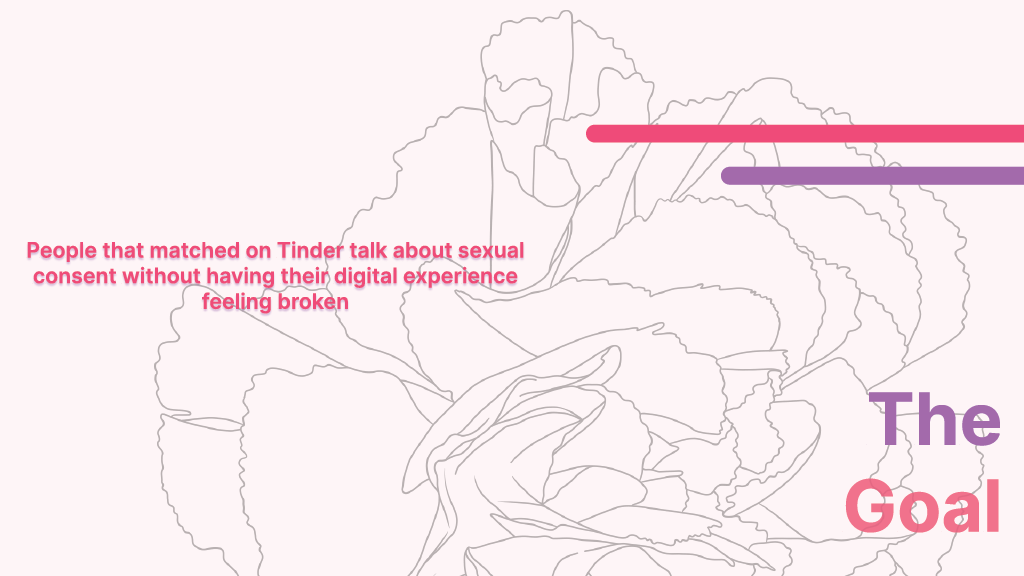 People that matched on Tinder talk about sexual
consent without having their digital experience
feeling broken
The
Goal